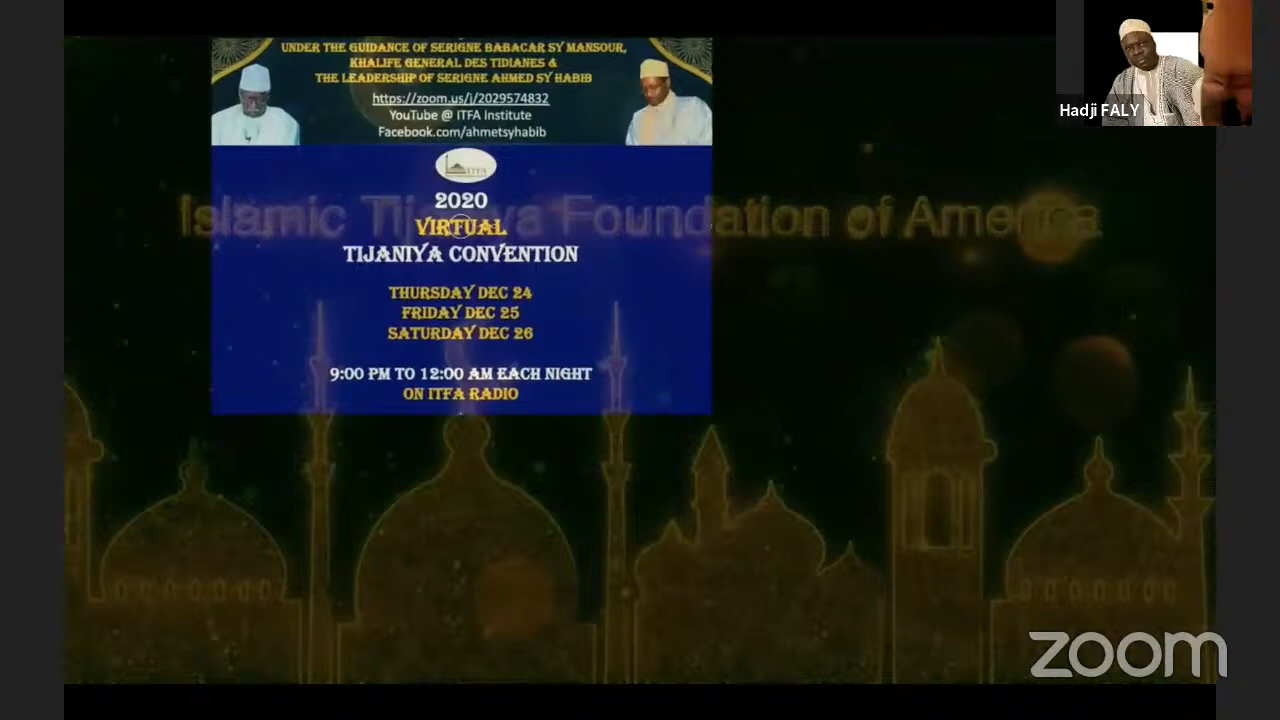 UNDER THE GUIDANCE OF SERIGNE BABACAR SY MANSOUR,
KHALIFE GENERAL DES TIDIANES &
THE LEADERSHIP OF SERIGNE AHMED SY HABIB
https://zoom.us/j/2029574832
YouTube @ ITFA Institute
Facebook.com/ahmetsyhabib
ITFA
2020
VIRTUAL
TIJANIYA CONVENTION
THURSDAY DEC 24
FRIDAY DEC 25
SATURDAY DEC 26
9:00 PM TO 12:00 AM EACH NIGHT
ON ITFA RADIO
Islamic Tijaniya Foundation of America
Hadji FALY
zoom